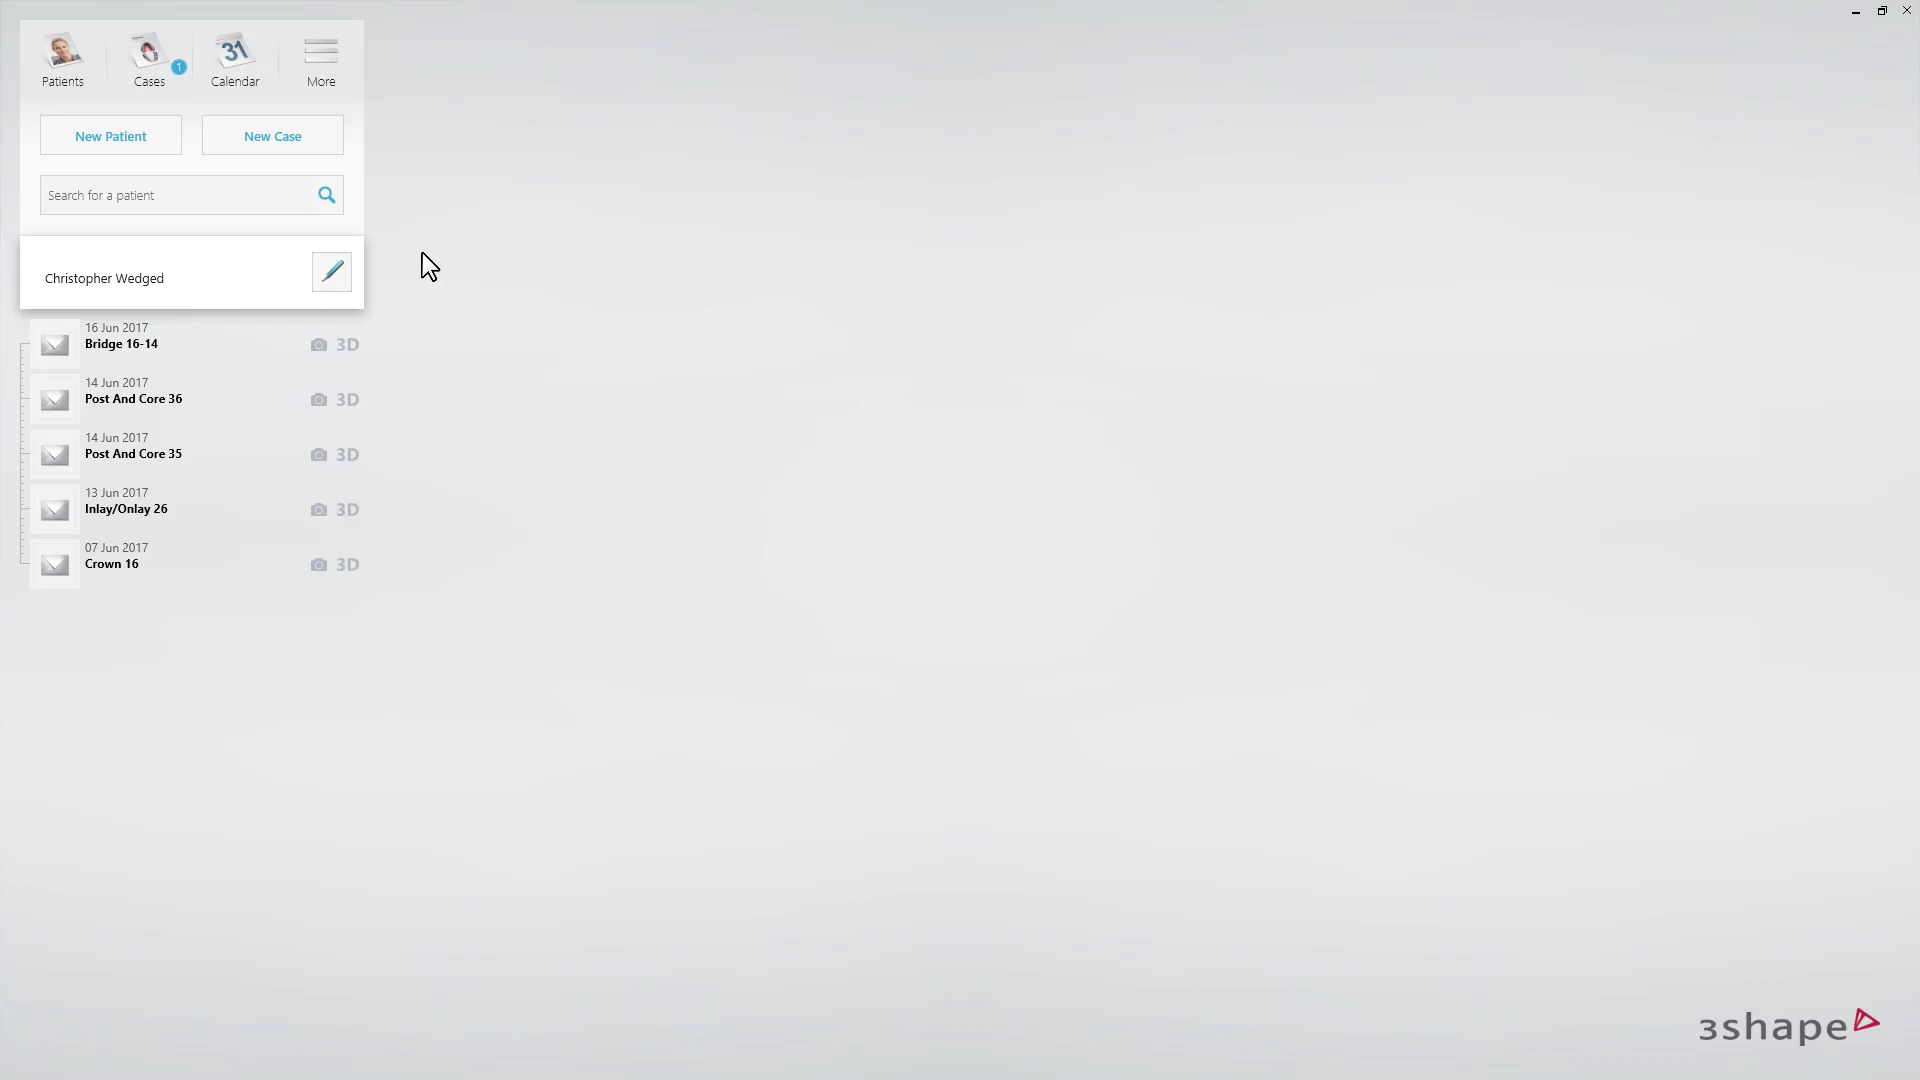 Patients
Cases
1
31
Calendar
More
New Patient
New Case
Search for a patient
Christopher Wedged
16 Jun 2017
Bridge 16-14
3D
14 Jun 2017
Post And Core 36
3D
14 Jun 2017
Post And Core 35
3D
13 Jun 2017
Inlay/Onlay 26
3D
07 Jun 2017
Crown 16
3D
3shape